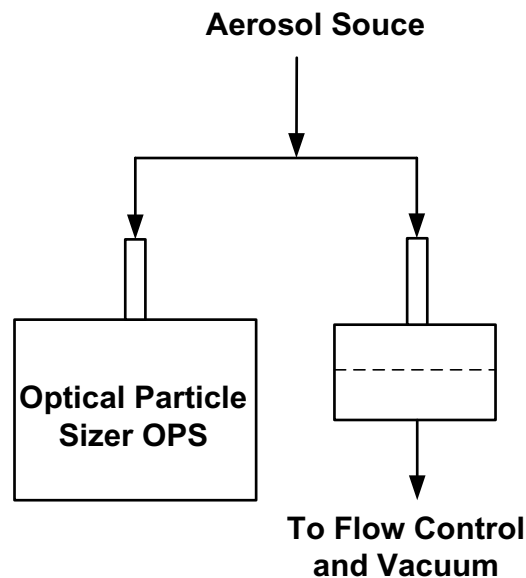 Aerosol Souce
Optical Particle
Sizer OPS
To Flow Control
and Vacuum